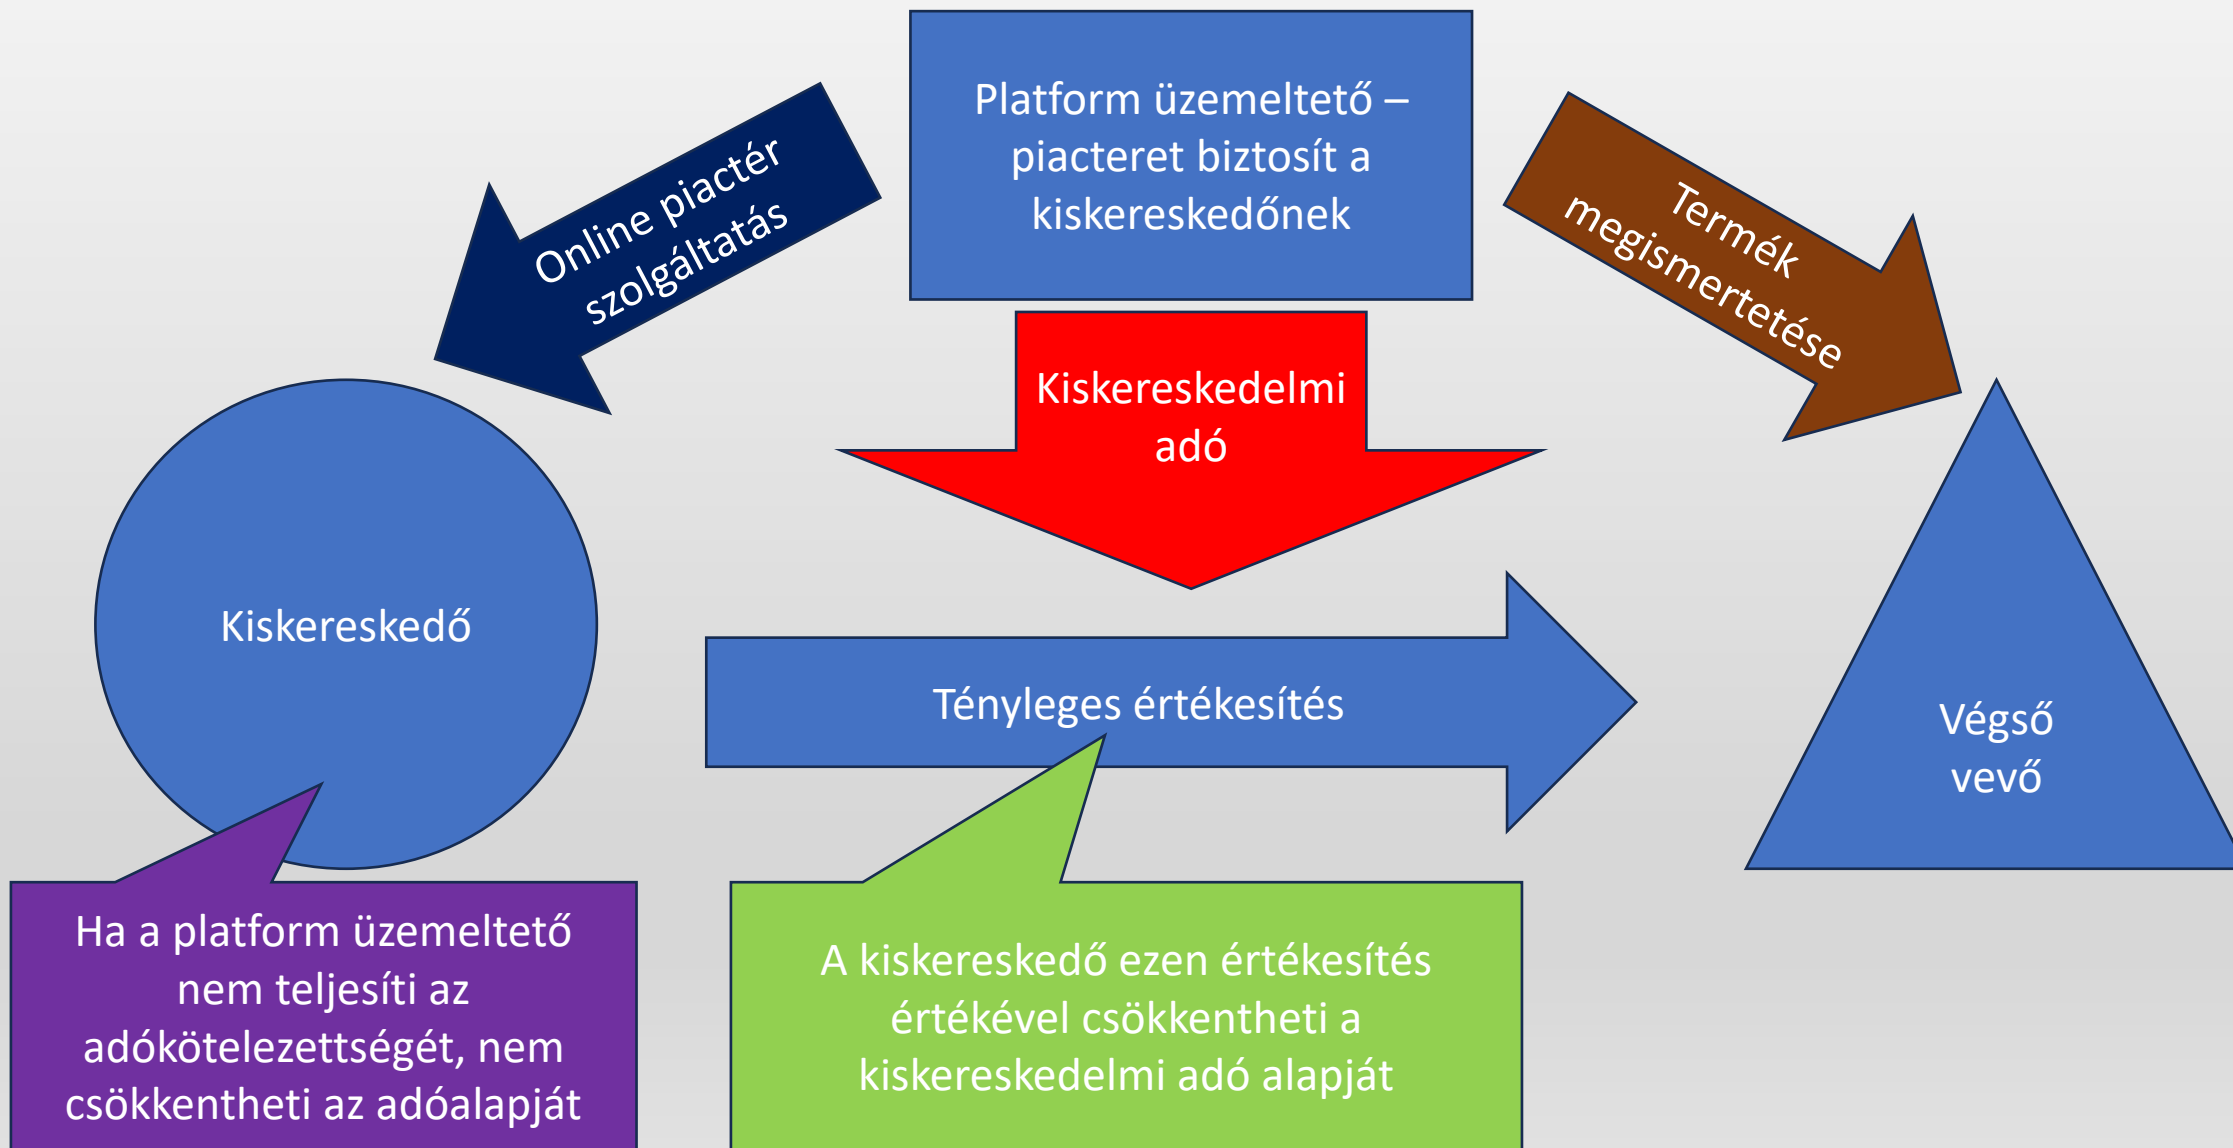 Platform üzemeltető –
piacteret biztosít a
kiskereskedőnek
Online piactér
szolgáltatás
Termék
megismertetése
Kiskereskedelmi
adó
Kiskereskedő
Tényleges értékesítés
Végső
vevő
Ha a platform üzemeltető
nem teljesíti az
adókötelezettségét, nem
csökkentheti az adóalapját
A kiskereskedő ezen értékesítés
értékével csökkentheti a
kiskereskedelmi adó alapját